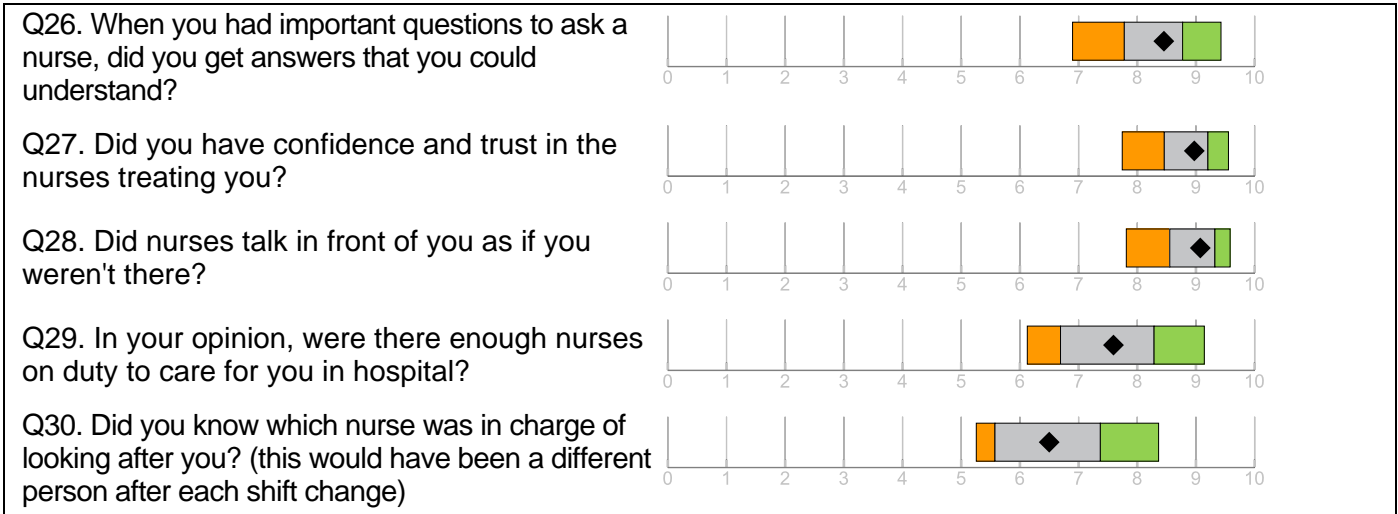 Q26. When you had important questions to ask a
nurse, did you get answers that you could
understand?
0 1 2 3 4 5 6 7 8 9 10
Q27. Did you have confidence and trust in the
nurses treating you?
0 1 2 3 4 5 6 7 8 9 10
Q28. Did nurses talk in front of you as if you
weren't there?
0 1 2 3 4 5 6 7 8 9 10
Q29. In your opinion, were there enough nurses
on duty to care for you in hospital?
0 1 2 3 4 5 6 7 8 9 10
Q30. Did you know which nurse was in charge of
looking after you? (this would have been a different
person after each shift change)
0 1 2 3 4 5 6 7 8 9 10